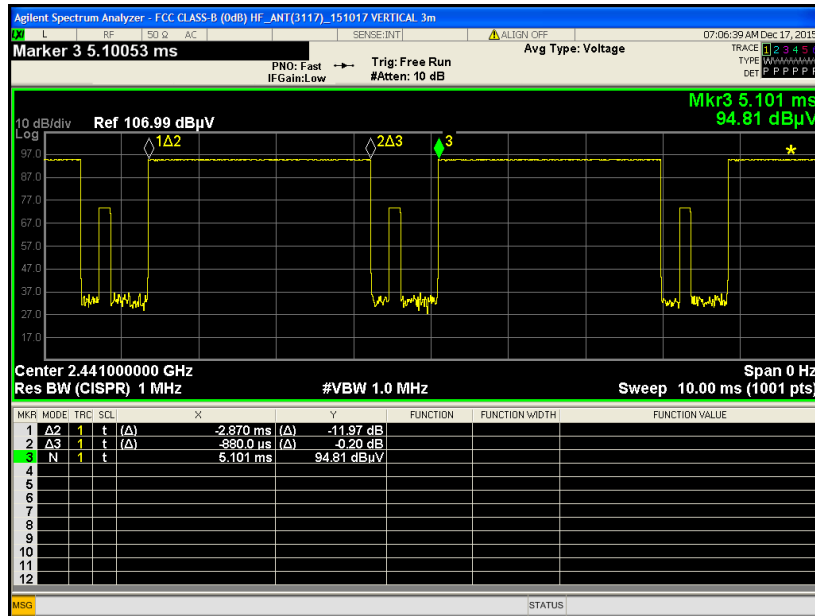 Agilent Spectrum Analyzer - FCC CLASS-B (0dB) HF_ANT(3117)_151017 VERTICAL 3m
LXI L RF 50 Ω AC SENSE:INT ALIGN OFF 07:06:39 AM Dec 17, 2015
Marker 3 5.10053 ms
PNO: Fast
IFGain:Low
Trig: Free Run
#Atten: 10 dB
Avg Type: Voltage
TRACE 1 2 3 4 5
TYPE W
DET P P P P P
Mkr3 5.101 ms
94.81 dBµV
10 dB/div
Log
Ref 106.99 dBµV
1Δ2
2Δ3
3
*
97.0
87.0
77.0
67.0
57.0
47.0
37.0
27.0
17.0
Center 2.441000000 GHz
Span 0 Hz
Res BW (CISPR) 1 MHz
#VBW 1.0 MHz
Sweep 10.00 ms (1001 pts)
MKR MODE TRC SCL X Y FUNCTION FUNCTION WIDTH FUNCTION VALUE
1 Δ2 1 t (Δ) -2.870 ms (Δ) -11.97 dB
2 Δ3 1 t (Δ) -880.0 µs (Δ) -0.20 dB
3 N 1 t 5.101 ms 94.81 dBµV
4
5
6
7
8
9
10
11
12
MSG
STATUS